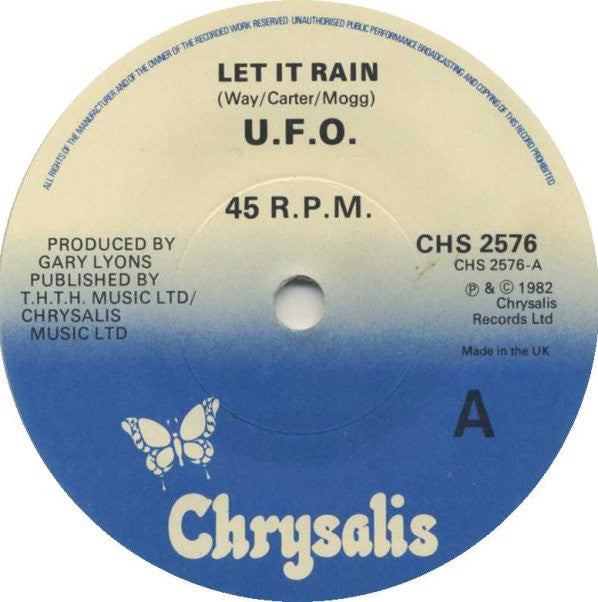 ALL RIGHTS OF THE MANUFACTURER AND OF THE OWNER OF THE RECORDED WORK RESERVED · UNAUTHORISED PUBLIC PERFORMANCE BROADCASTING AND COPYING OF THIS RECORD PROHIBITED
LET IT RAIN
(Way/Carter/Mogg)
U.F.O.
45 R.P.M.
PRODUCED BY
GARY LYONS
PUBLISHED BY
T.H.T.H. MUSIC LTD/
CHRYSALIS
MUSIC LTD
CHS 2576
CHS 2576-A
℗ & © 1982
Chrysalis
Records Ltd
Made in the UK
A
Chrysalis